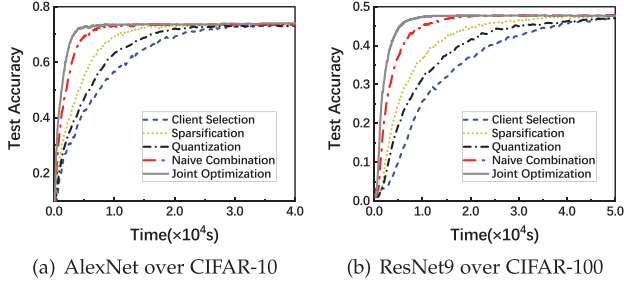 Test Accuracy
0.8
0.6
0.4
0.2
Client Selection
Sparsification
Quantization
Naive Combination
Joint Optimization
0.0 1.0 2.0 3.0 4.0
Time(×10⁴s)
(a) AlexNet over CIFAR-10
Test Accuracy
0.5
0.4
0.3
0.2
0.1
0.0
Client Selection
Sparsification
Quantization
Naive Combination
Joint Optimization
0.0 1.0 2.0 3.0 4.0 5.0
Time(×10⁴s)
(b) ResNet9 over CIFAR-100